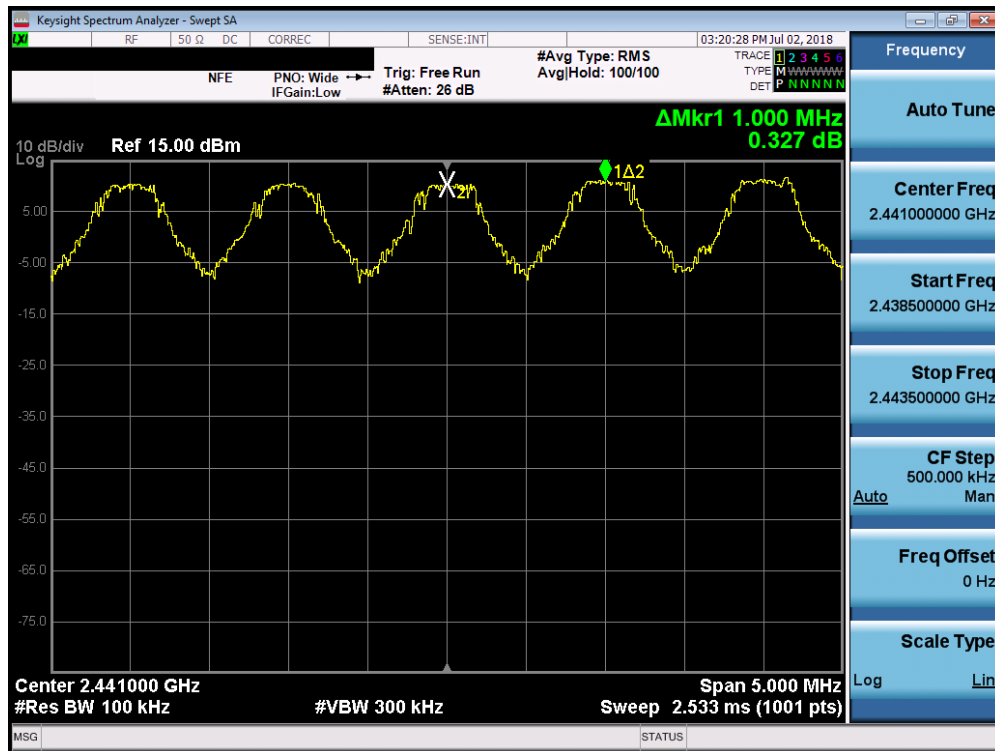 Keysight Spectrum Analyzer - Swept SA
LXI RF 50 Ω DC CORREC SENSE:INT 03:20:28 PM Jul 02, 2018
NFE PNO: Wide Trig: Free Run #Avg Type: RMS TRACE 1 2 3 4 5 6
IFGain:Low #Atten: 26 dB Avg|Hold: 100/100 TYPE M WWWWW
DET P N N N N N
ΔMkr1 1.000 MHz
0.327 dB
10 dB/div Ref 15.00 dBm
Log
1Δ2
5.00
-5.00
-15.0
-25.0
-35.0
-45.0
-55.0
-65.0
-75.0
Center 2.441000 GHz Span 5.000 MHz
#Res BW 100 kHz #VBW 300 kHz Sweep 2.533 ms (1001 pts)
MSG STATUS
Frequency
Auto Tune
Center Freq
2.441000000 GHz
Start Freq
2.438500000 GHz
Stop Freq
2.443500000 GHz
CF Step
500.000 kHz
Auto Man
Freq Offset
0 Hz
Scale Type
Log Lin